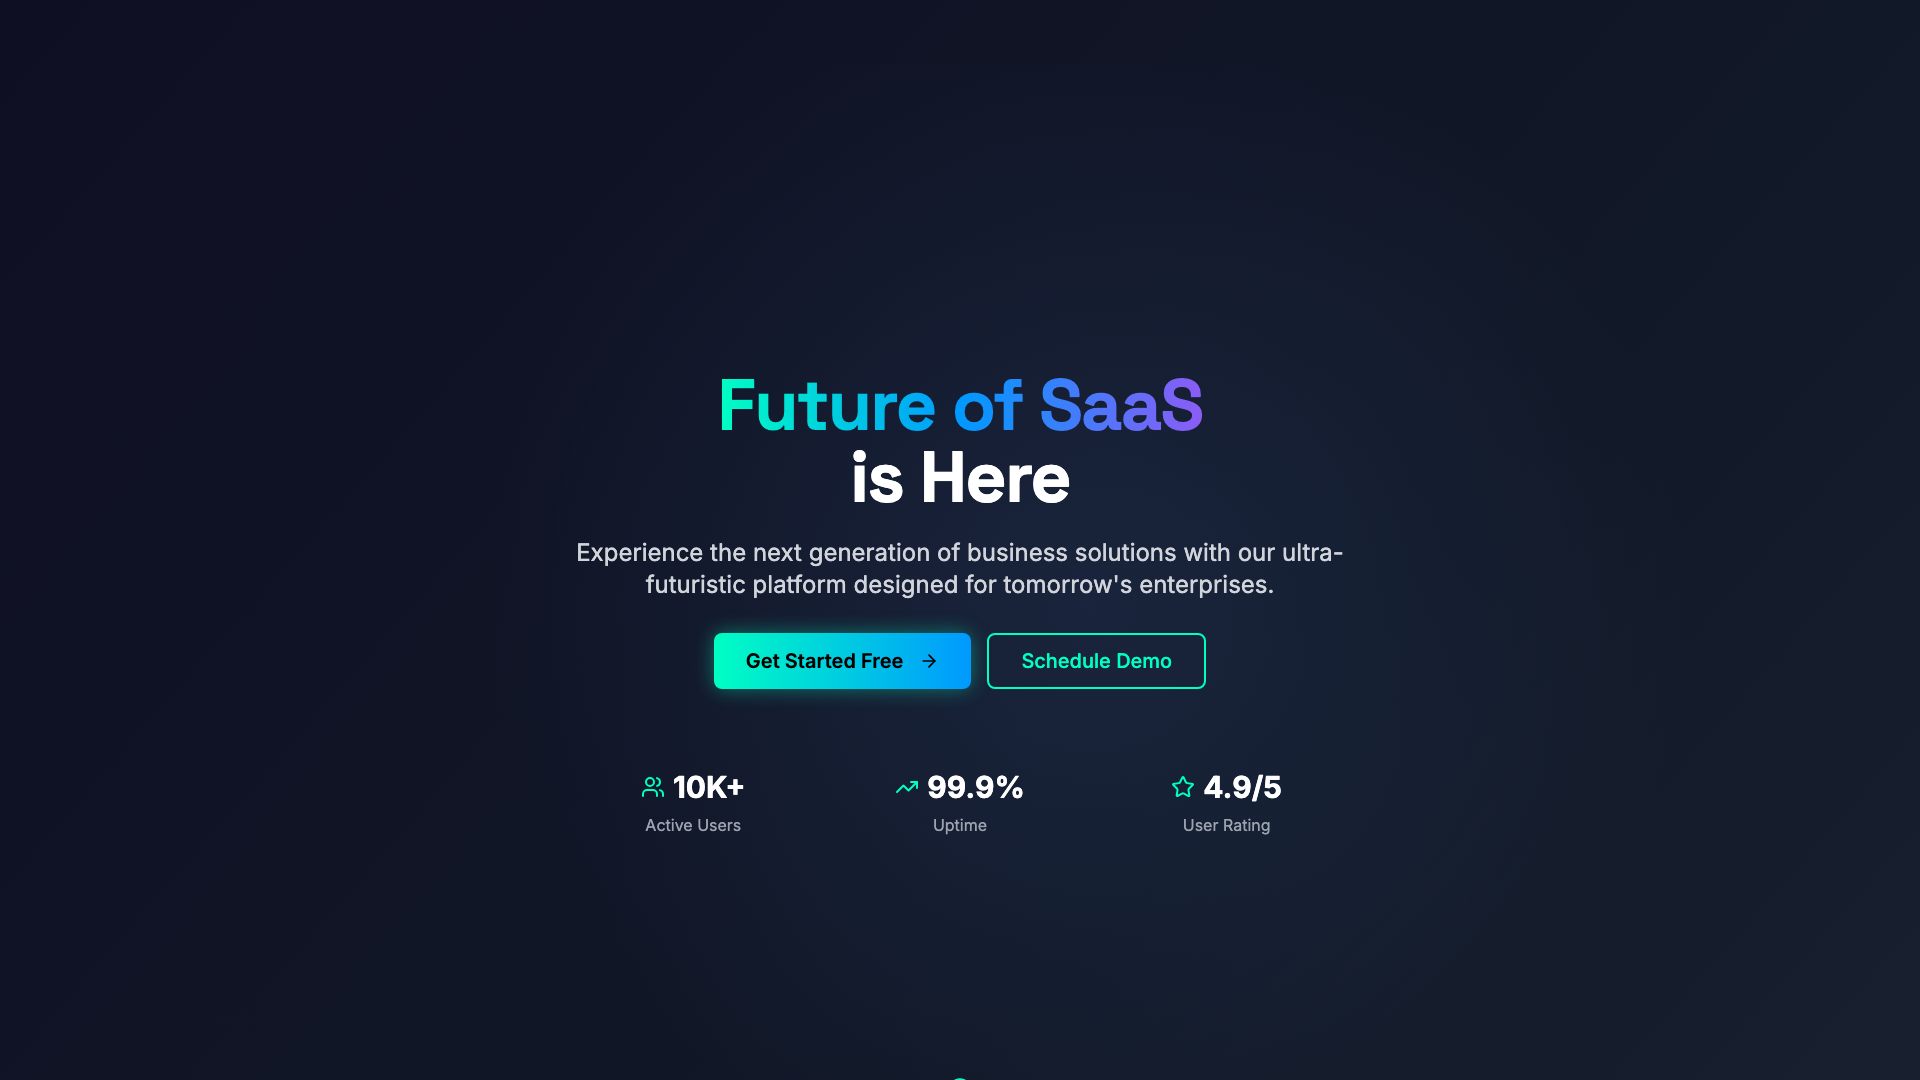 Future of SaaS
is Here
Experience the next generation of business solutions with our ultra-
futuristic platform designed for tomorrow's enterprises.
Get Started Free
Schedule Demo
10K+
99.9%
4.9/5
Active Users
Uptime
User Rating